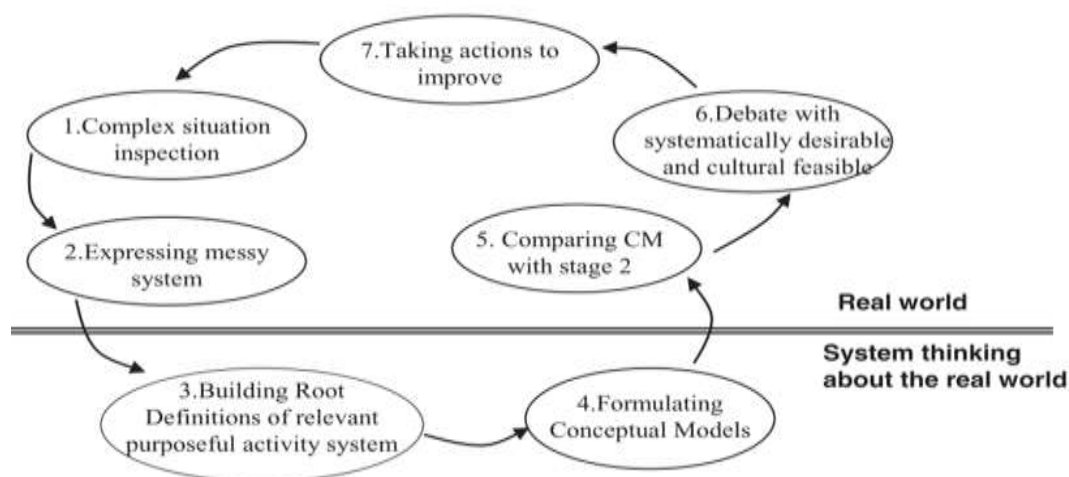 7.Taking actions to
improve
1.Complex situation
inspection
2.Expressing messy
system
3.Building Root
Definitions of relevant
purposeful activity system
4.Formulating
Conceptual Models
5. Comparing CM
with stage 2
6.Debate with
systematically desirable
and cultural feasible
Real world
System thinking
about the real world